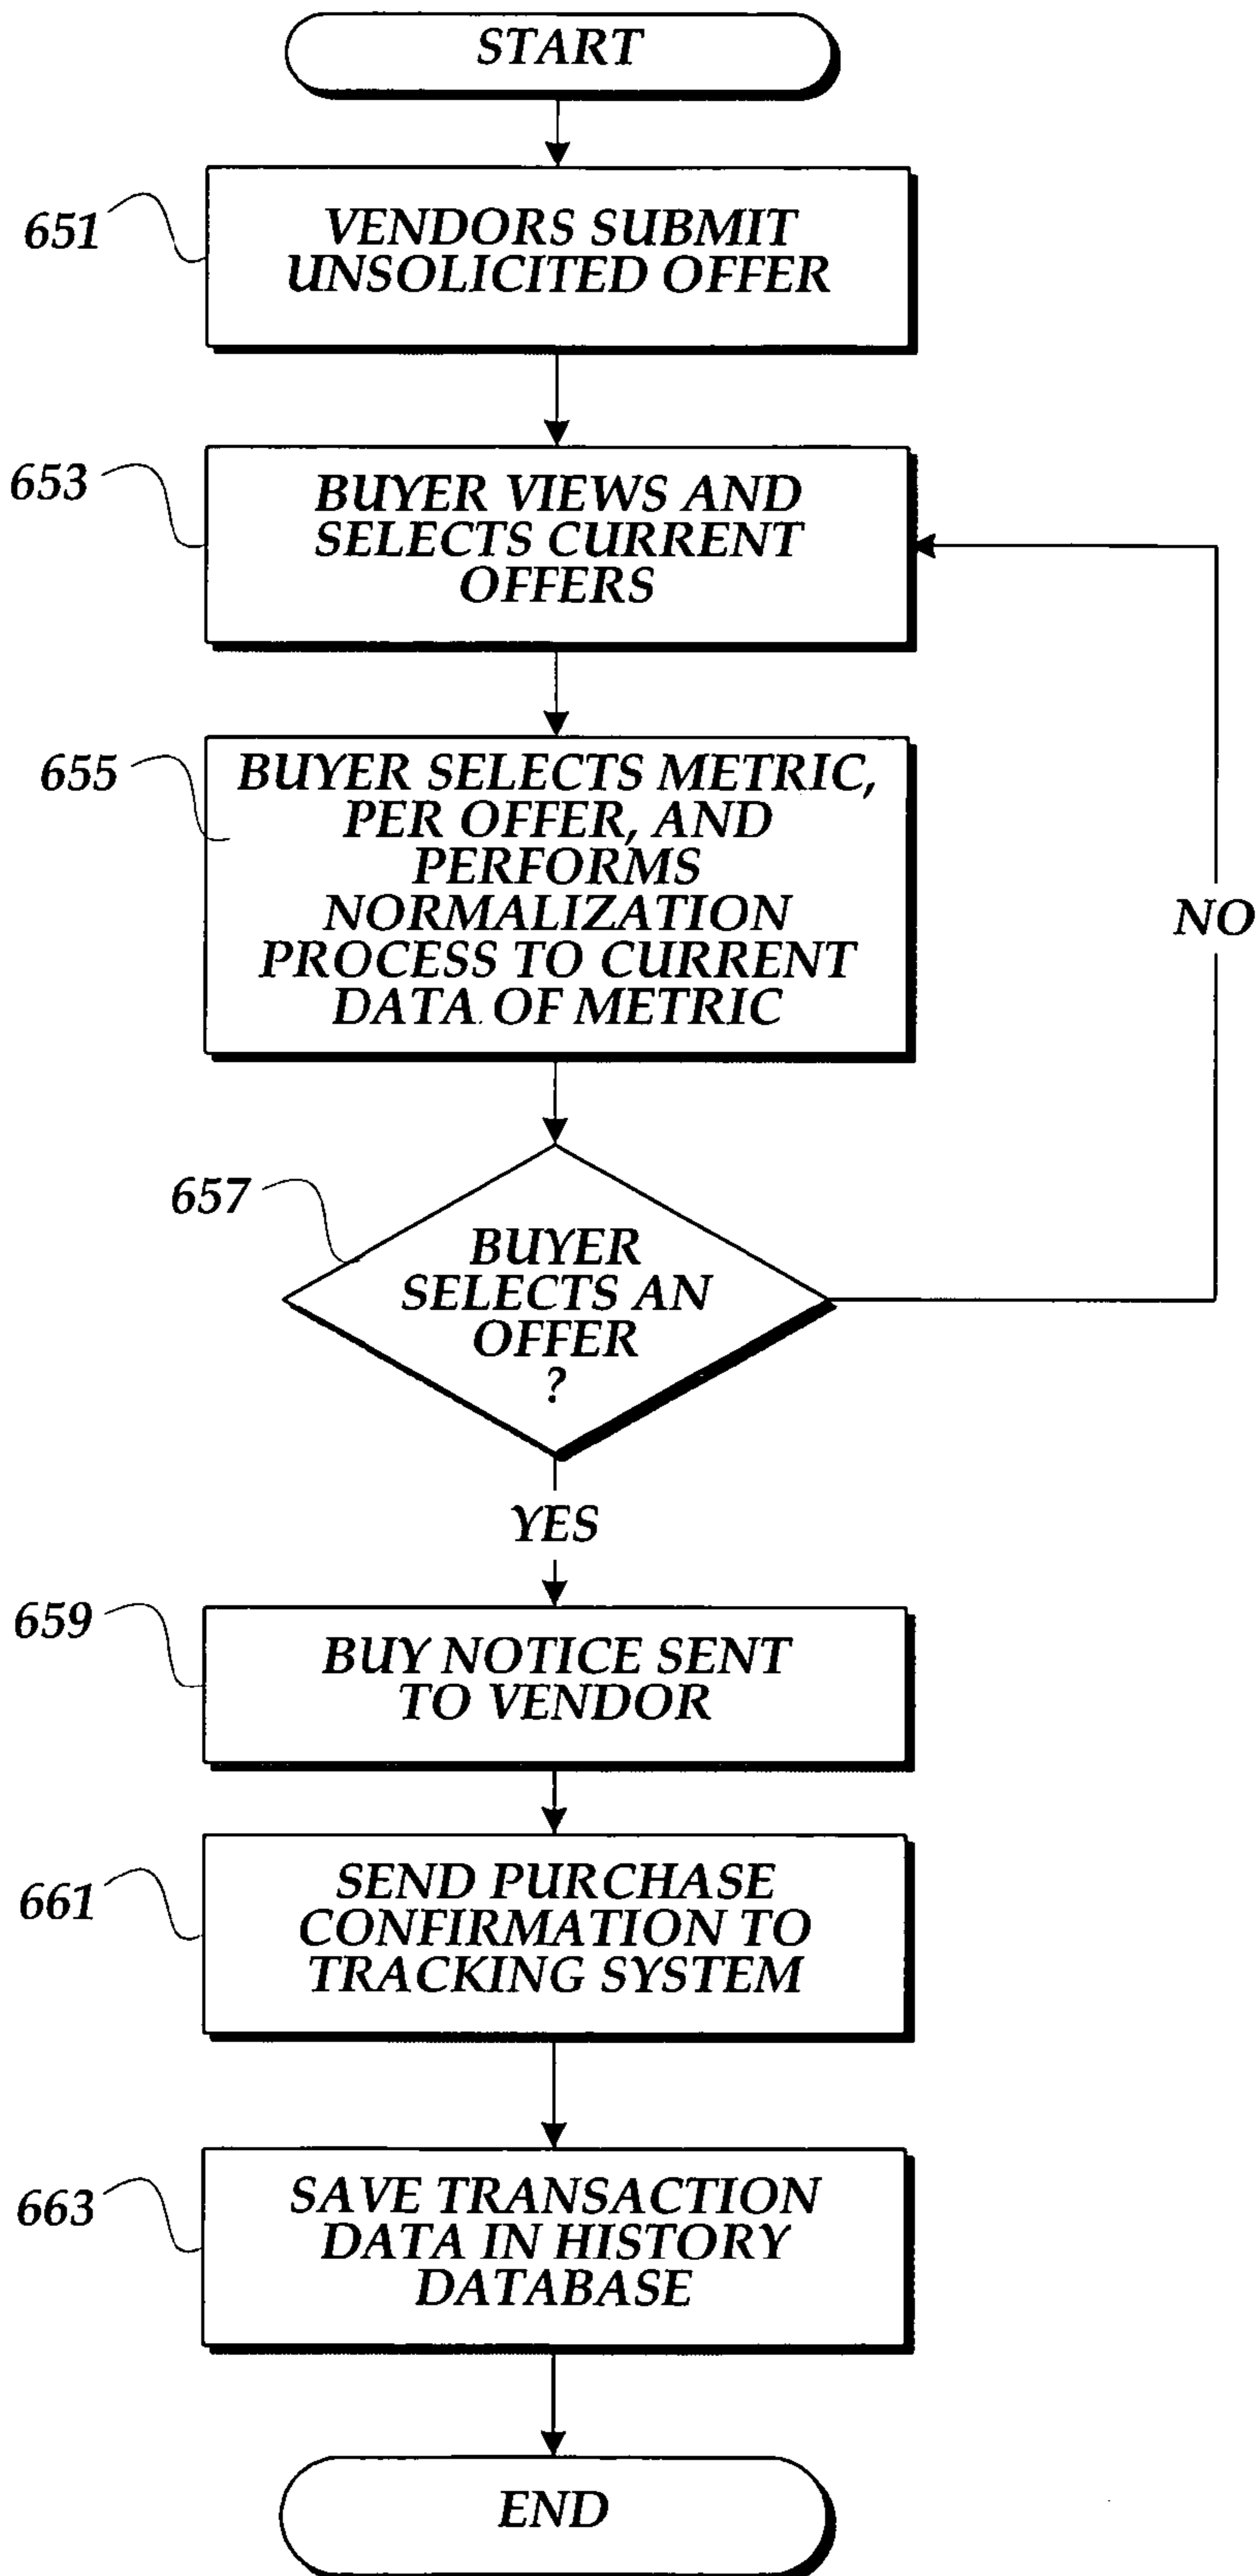 START
651
VENDORS SUBMIT
UNSOLICITED OFFER
653
BUYER VIEWS AND
SELECTS CURRENT
OFFERS
655
BUYER SELECTS METRIC,
PER OFFER, AND
PERFORMS
NORMALIZATION
PROCESS TO CURRENT
DATA OF METRIC
NO
657
BUYER
SELECTS AN
OFFER
?
YES
659
BUY NOTICE SENT
TO VENDOR
661
SEND PURCHASE
CONFIRMATION TO
TRACKING SYSTEM
663
SAVE TRANSACTION
DATA IN HISTORY
DATABASE
END